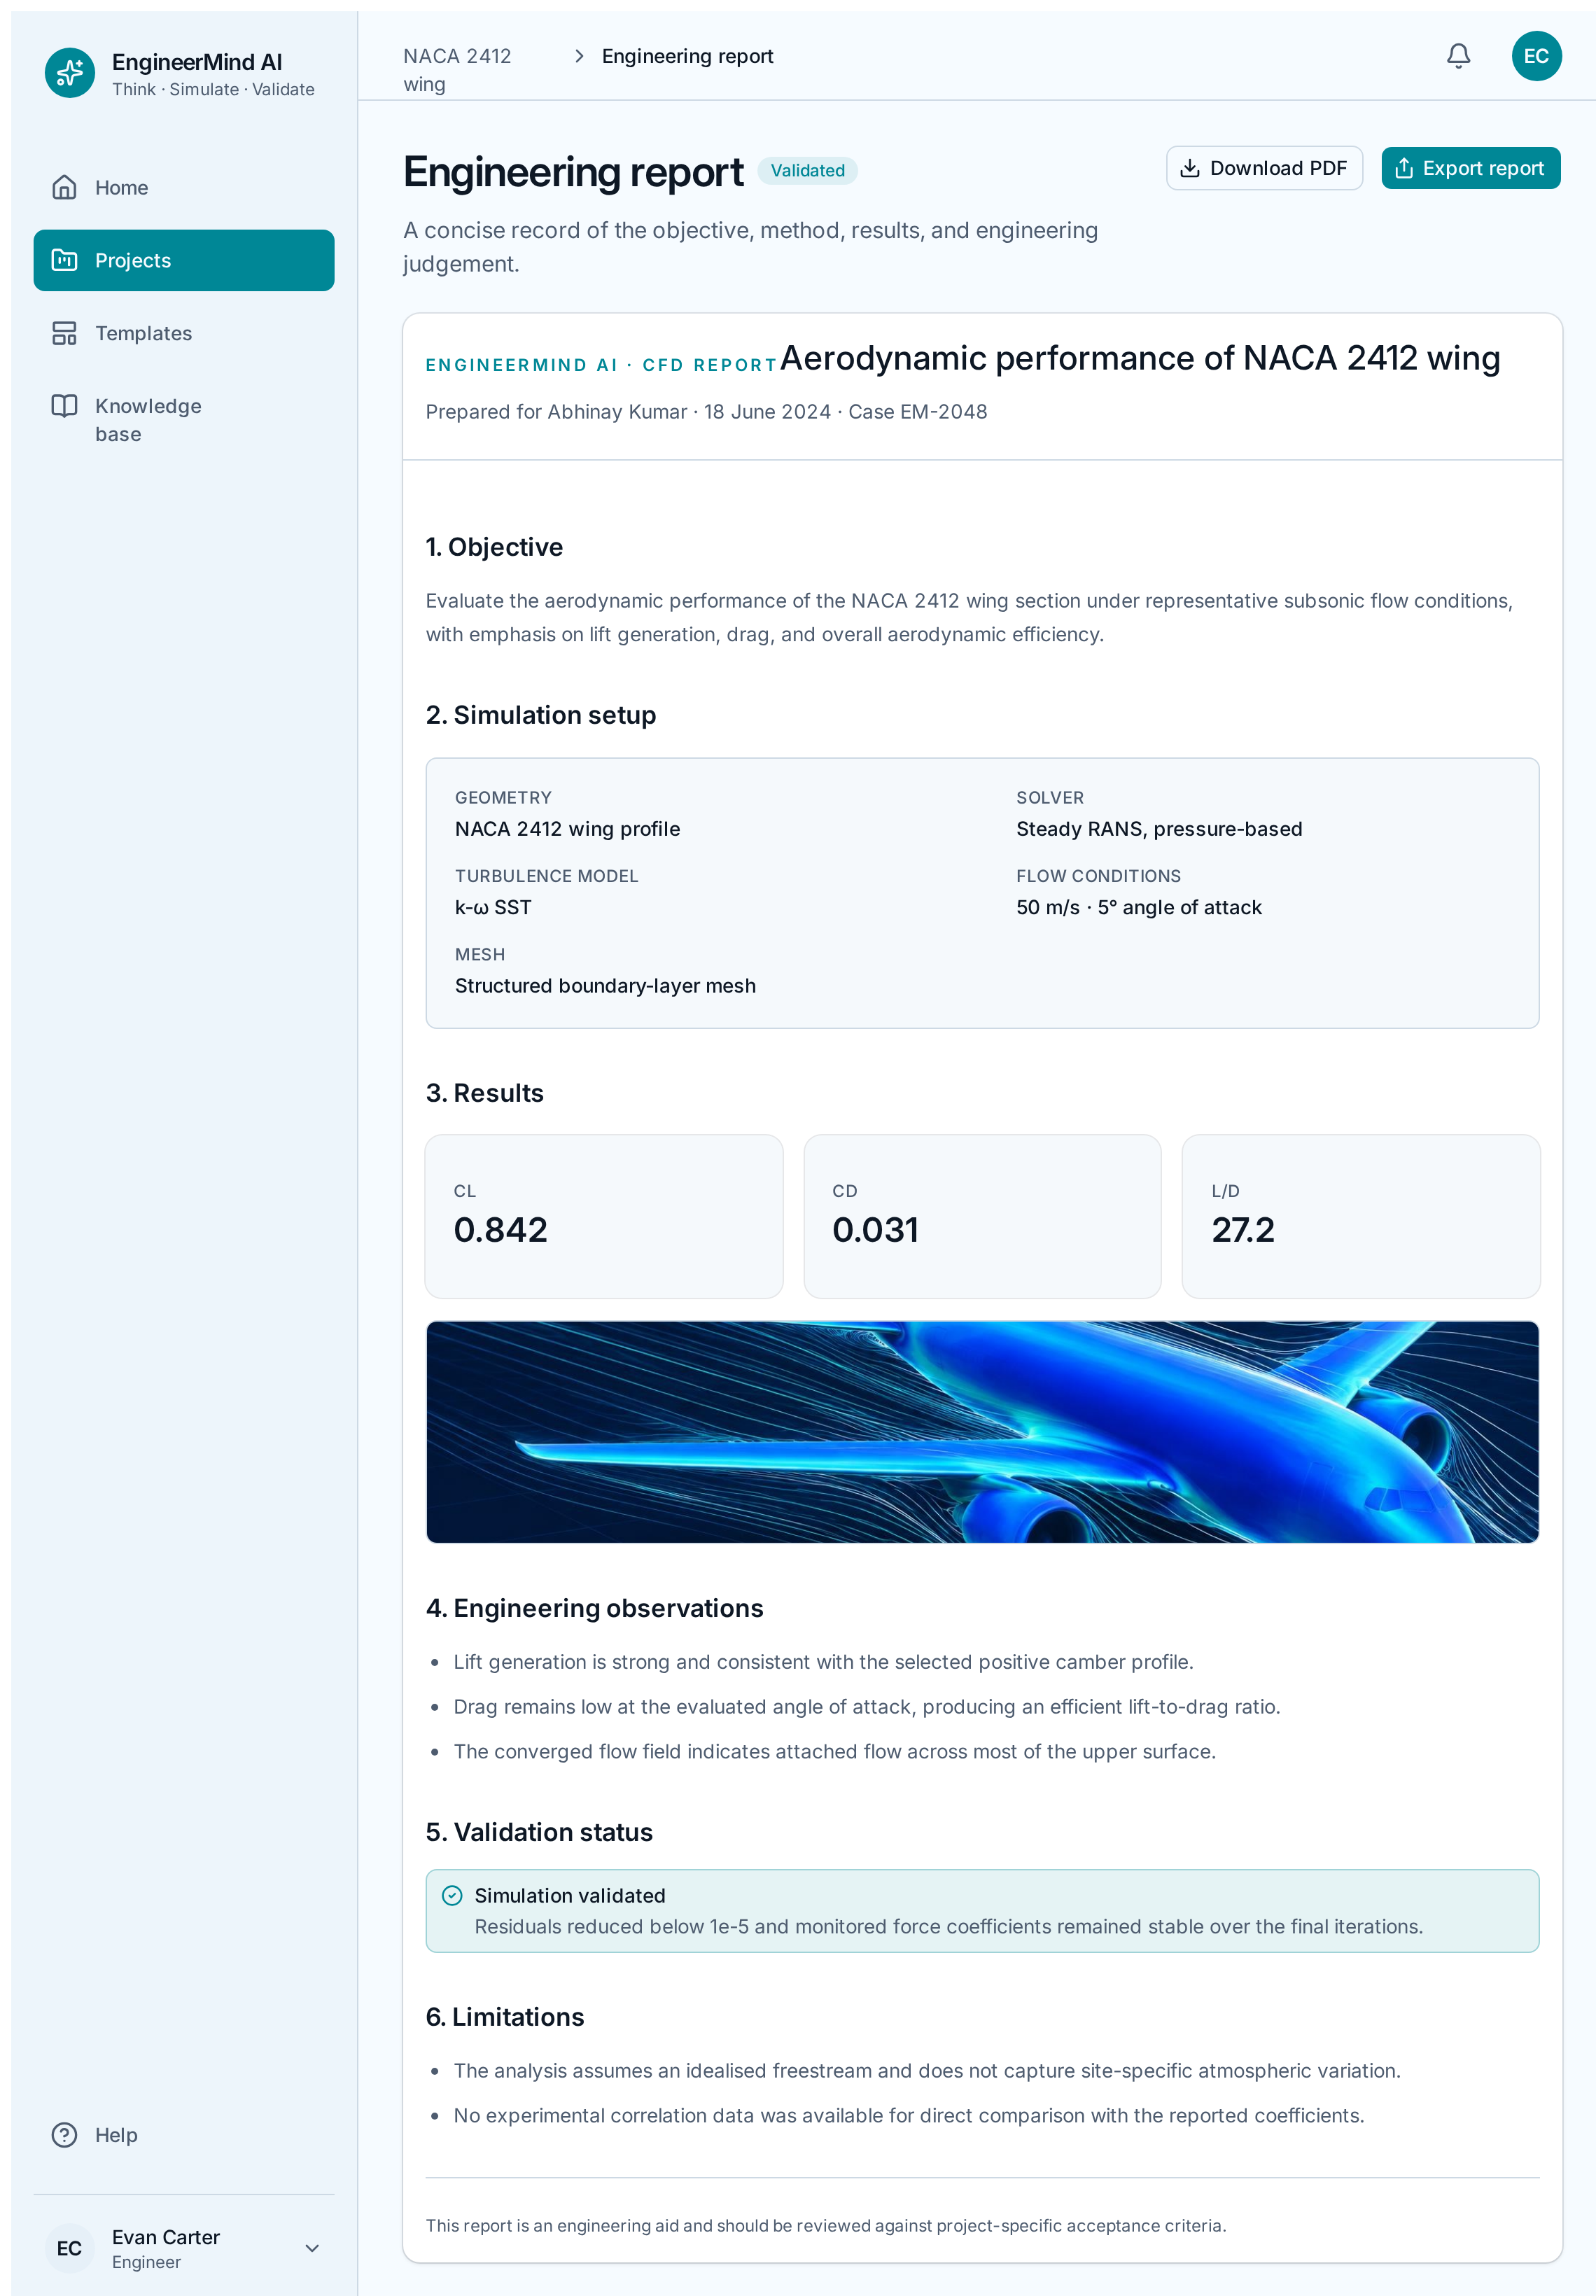 EngineerMind AI
Think · Simulate · Validate
Home
Projects
Templates
Knowledge
base
Help
EC
Evan Carter
Engineer
NACA 2412
wing
Engineering report
EC
Engineering report
Validated
Download PDF
Export report
A concise record of the objective, method, results, and engineering
judgement.
ENGINEERMIND AI · CFD REPORT Aerodynamic performance of NACA 2412 wing
Prepared for Abhinay Kumar · 18 June 2024 · Case EM-2048
1. Objective
Evaluate the aerodynamic performance of the NACA 2412 wing section under representative subsonic flow conditions,
with emphasis on lift generation, drag, and overall aerodynamic efficiency.
2. Simulation setup
GEOMETRY
NACA 2412 wing profile
SOLVER
Steady RANS, pressure-based
TURBULENCE MODEL
k-ω SST
FLOW CONDITIONS
50 m/s · 5° angle of attack
MESH
Structured boundary-layer mesh
3. Results
CL
0.842
CD
0.031
L/D
27.2
4. Engineering observations
• Lift generation is strong and consistent with the selected positive camber profile.
• Drag remains low at the evaluated angle of attack, producing an efficient lift-to-drag ratio.
• The converged flow field indicates attached flow across most of the upper surface.
5. Validation status
Simulation validated
Residuals reduced below 1e-5 and monitored force coefficients remained stable over the final iterations.
6. Limitations
• The analysis assumes an idealised freestream and does not capture site-specific atmospheric variation.
• No experimental correlation data was available for direct comparison with the reported coefficients.
This report is an engineering aid and should be reviewed against project-specific acceptance criteria.